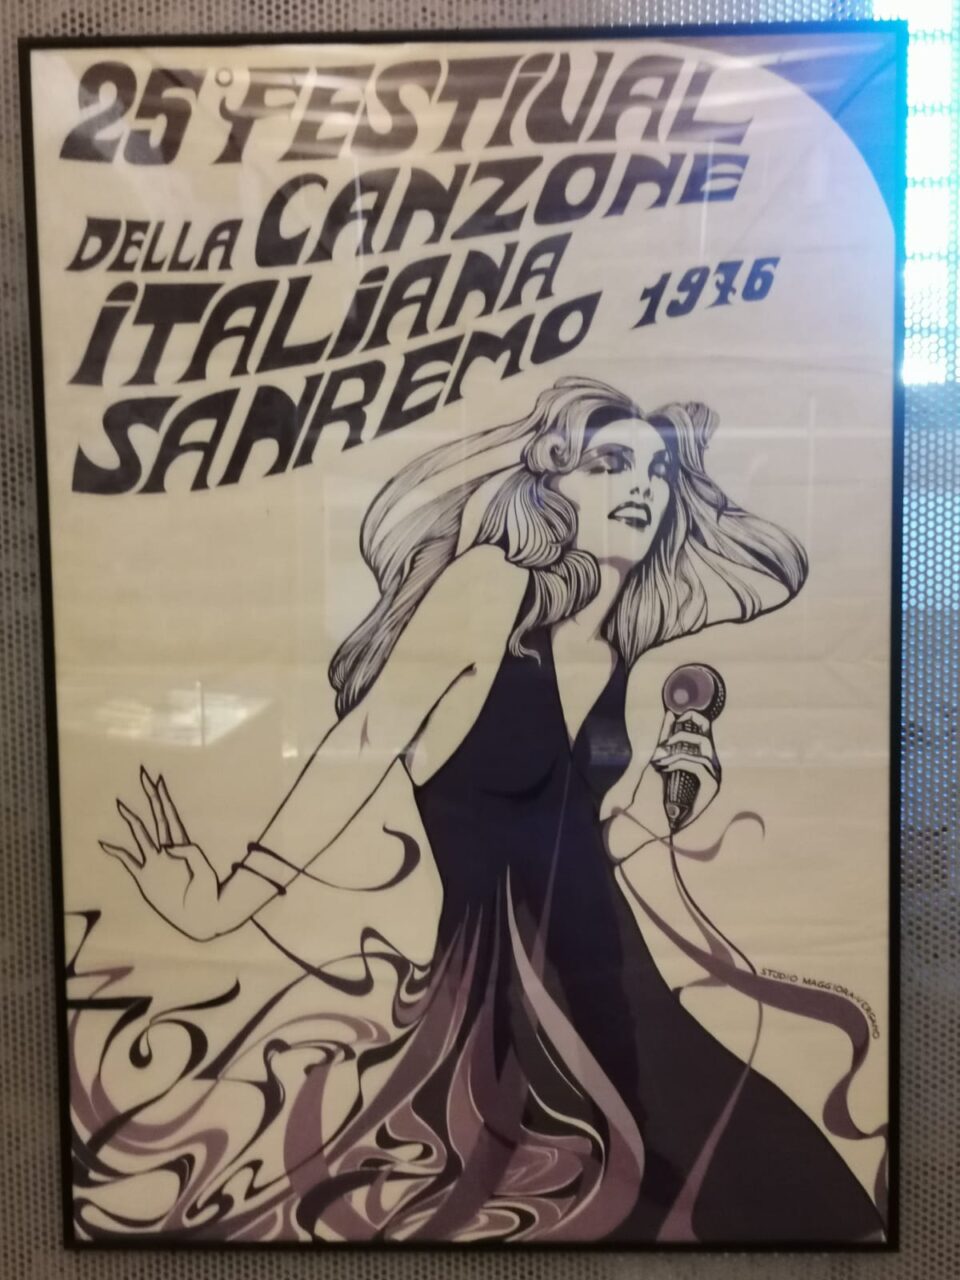 25° FESTIVAL
DELLA CANZONE
ITALIANA
SANREMO 1976
STUDIO MAGGIORA-VERGANO